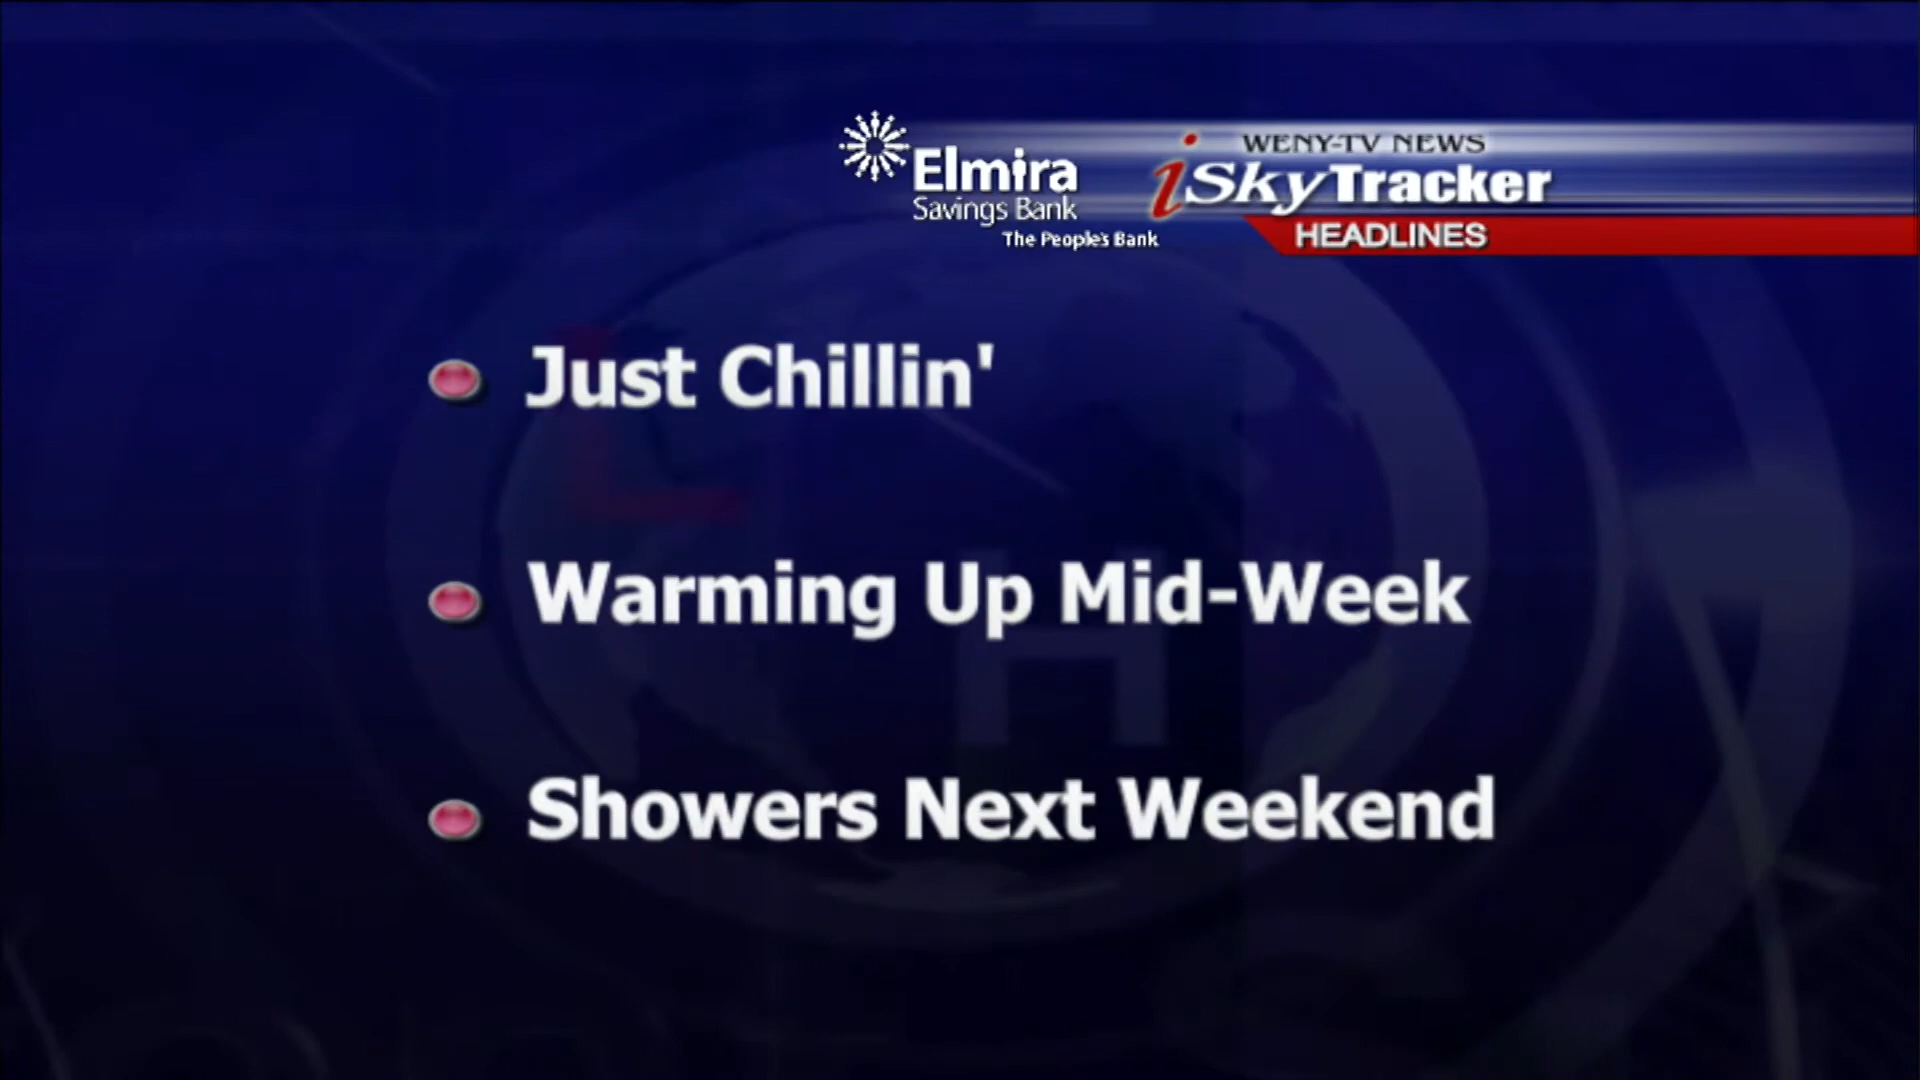 Elmira
Savings Bank
The People's Bank
WENY-TV NEWS
iSkyTracker
HEADLINES
Just Chillin'
Warming Up Mid-Week
Showers Next Weekend
L
H